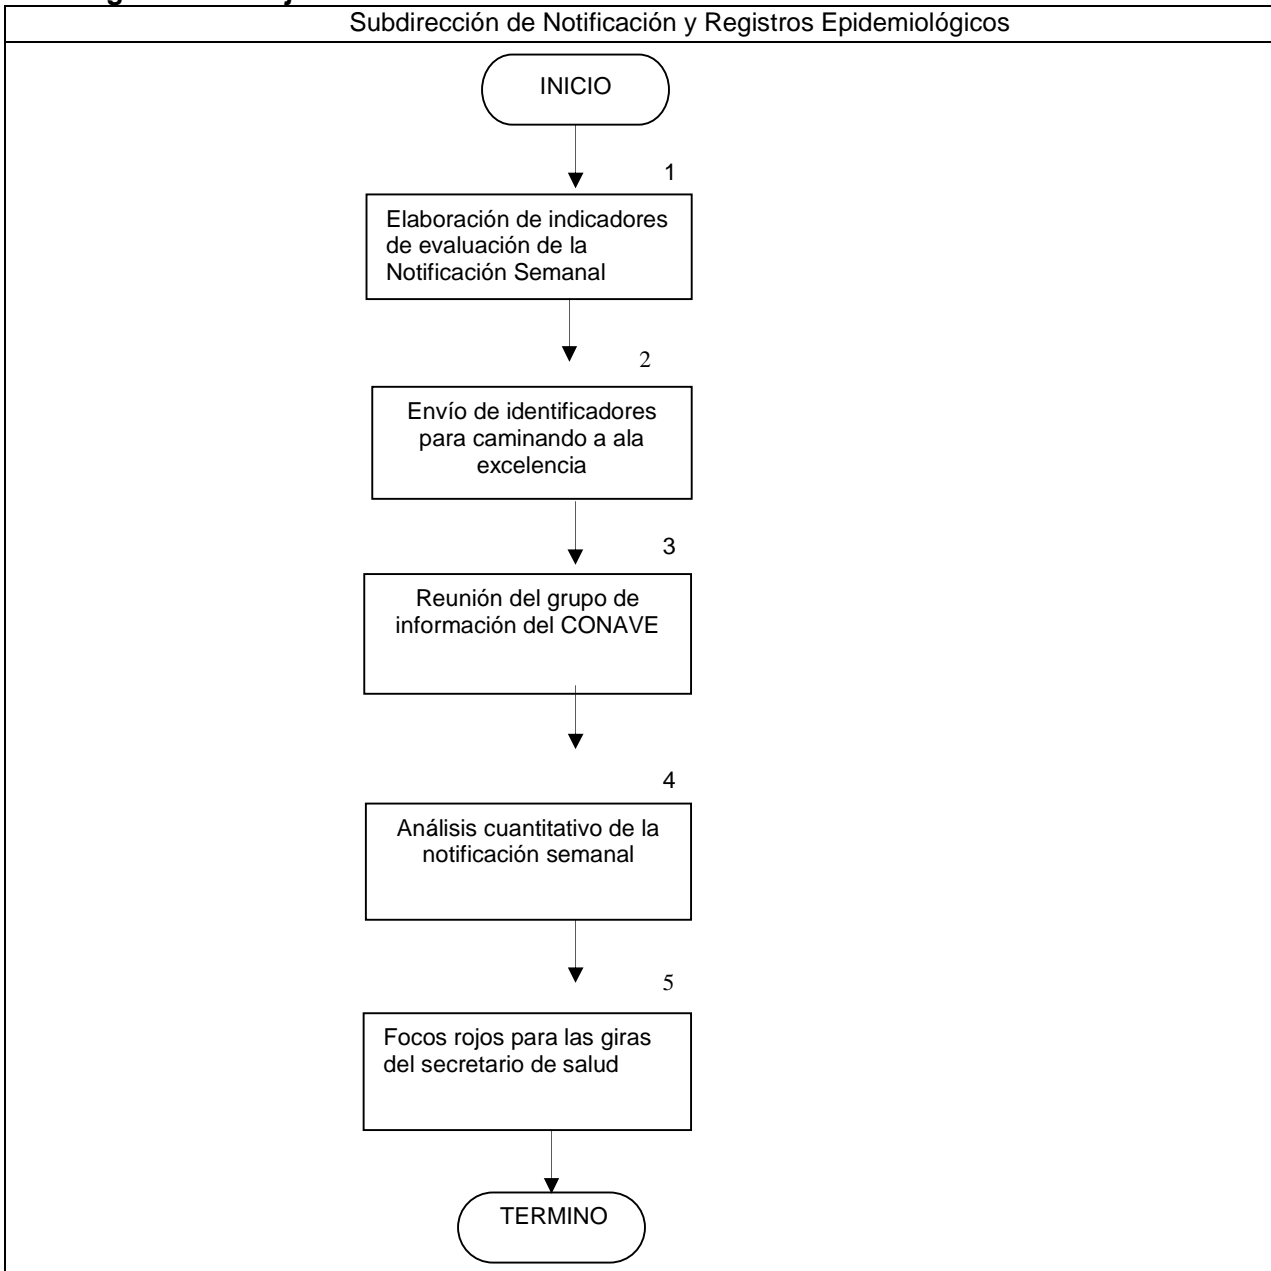 Subdirección de Notificación y Registros Epidemiológicos
INICIO
1
Elaboración de indicadores
de evaluación de la
Notificación Semanal
2
Envío de identificadores
para caminando a ala
excelencia
3
Reunión del grupo de
información del CONAVE
4
Análisis cuantitativo de la
notificación semanal
5
Focos rojos para las giras
del secretario de salud
TERMINO